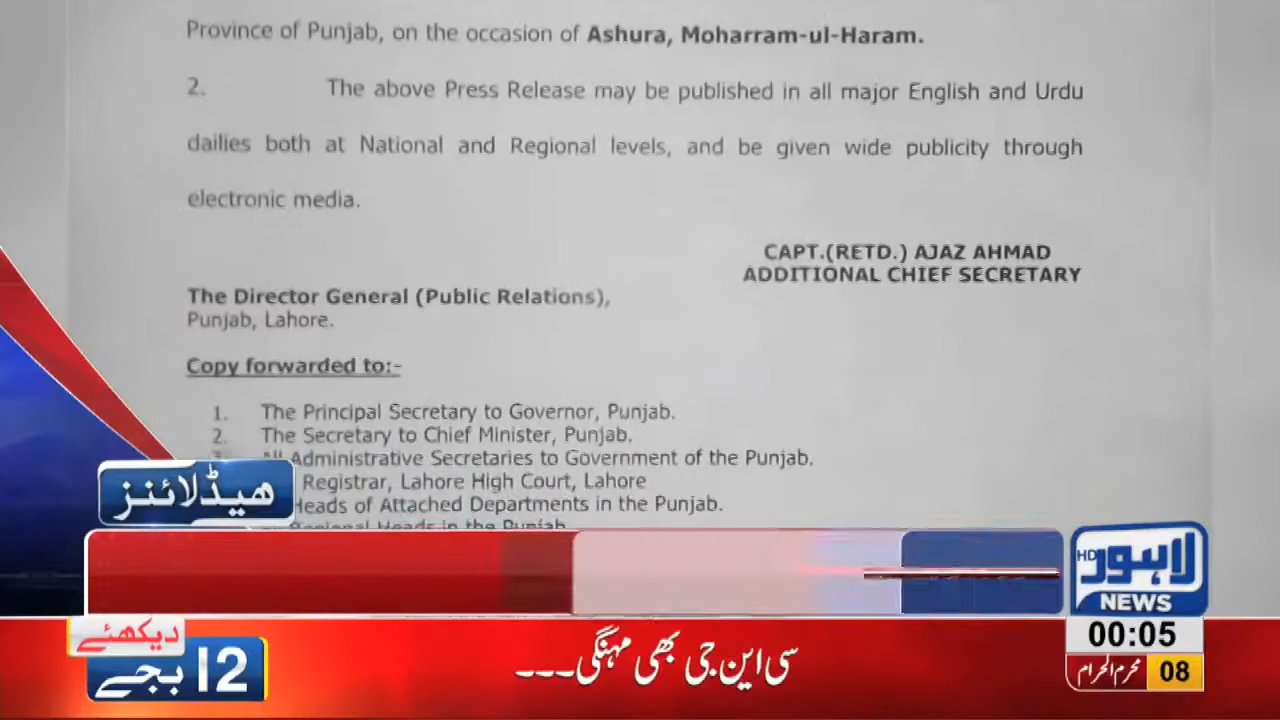 Province of Punjab, on the occasion of Ashura, Moharram-ul-Haram.
2. The above Press Release may be published in all major English and Urdu
dailies both at National and Regional levels, and be given wide publicity through
electronic media.
CAPT.(RETD.) AJAZ AHMAD
ADDITIONAL CHIEF SECRETARY
The Director General (Public Relations),
Punjab, Lahore.
Copy forwarded to:-
1. The Principal Secretary to Governor, Punjab.
2. The Secretary to Chief Minister, Punjab.
Administrative Secretaries to Government of the Punjab.
Registrar, Lahore High Court, Lahore
Heads of Attached Departments in the Punjab.
Regional Heads in the Punjab
ہیڈلائنز
لاہور HD
NEWS
00:05
08 محرم الحرام
دیکھئے
12 بجے
سی این جی بھی مہنگی۔۔۔